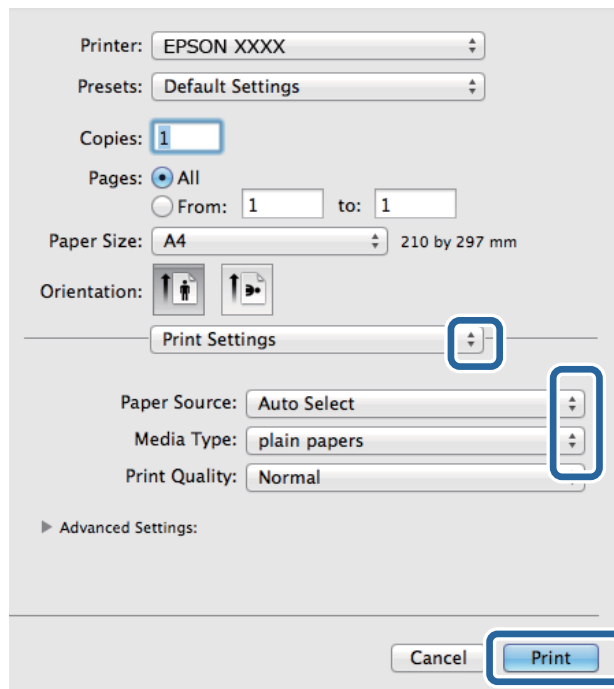 Printer: EPSON XXXX
Presets: Default Settings
Copies: 1
Pages: All
From: 1 to: 1
Paper Size: A4 210 by 297 mm
Orientation:
Print Settings
Paper Source: Auto Select
Media Type: plain papers
Print Quality: Normal
Advanced Settings:
Cancel Print